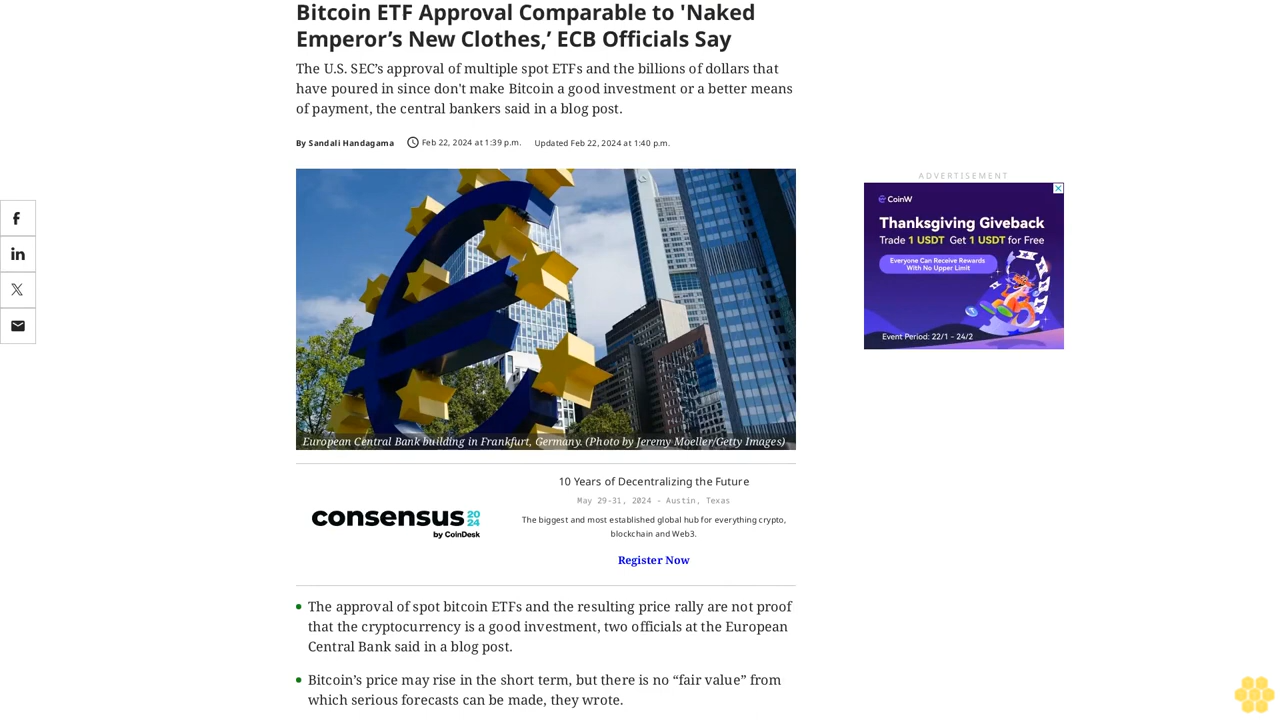 Bitcoin ETF Approval Comparable to 'Naked
Emperor’s New Clothes,’ ECB Officials Say
The U.S. SEC’s approval of multiple spot ETFs and the billions of dollars that
have poured in since don't make Bitcoin a good investment or a better means
of payment, the central bankers said in a blog post.
By Sandali Handagama
Feb 22, 2024 at 1:39 p.m.
Updated Feb 22, 2024 at 1:40 p.m.
European Central Bank building in Frankfurt, Germany. (Photo by Jeremy Moeller/Getty Images)
ADVERTISEMENT
CoinW
Thanksgiving Giveback
Trade 1 USDT Get 1 USDT for Free
Everyone Can Receive Rewards
With No Upper Limit
Event Period: 22/1 – 24/2
consensus 2024
by CoinDesk
10 Years of Decentralizing the Future
May 29-31, 2024 - Austin, Texas
The biggest and most established global hub for everything crypto,
blockchain and Web3.
Register Now
The approval of spot bitcoin ETFs and the resulting price rally are not proof
that the cryptocurrency is a good investment, two officials at the European
Central Bank said in a blog post.
Bitcoin’s price may rise in the short term, but there is no “fair value” from
which serious forecasts can be made, they wrote.